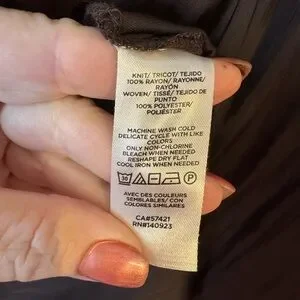 KNIT/ TRICOT/ TEJIDO
100% RAYON/ RAYONNE/
RAYÓN
WOVEN/ TISSÉ/ TEJIDO DE
PUNTO
100% POLYESTER/
POLIÉSTER
MACHINE WASH COLD
DELICATE CYCLE WITH LIKE
COLORS
ONLY NON-CHLORINE
BLEACH WHEN NEEDED
RESHAPE DRY FLAT
COOL IRON WHEN NEEDED
30 P
AVEC DES COULEURS
SEMBLABLES/ CON
COLORES SIMILARES
CA#57421
RN#140923